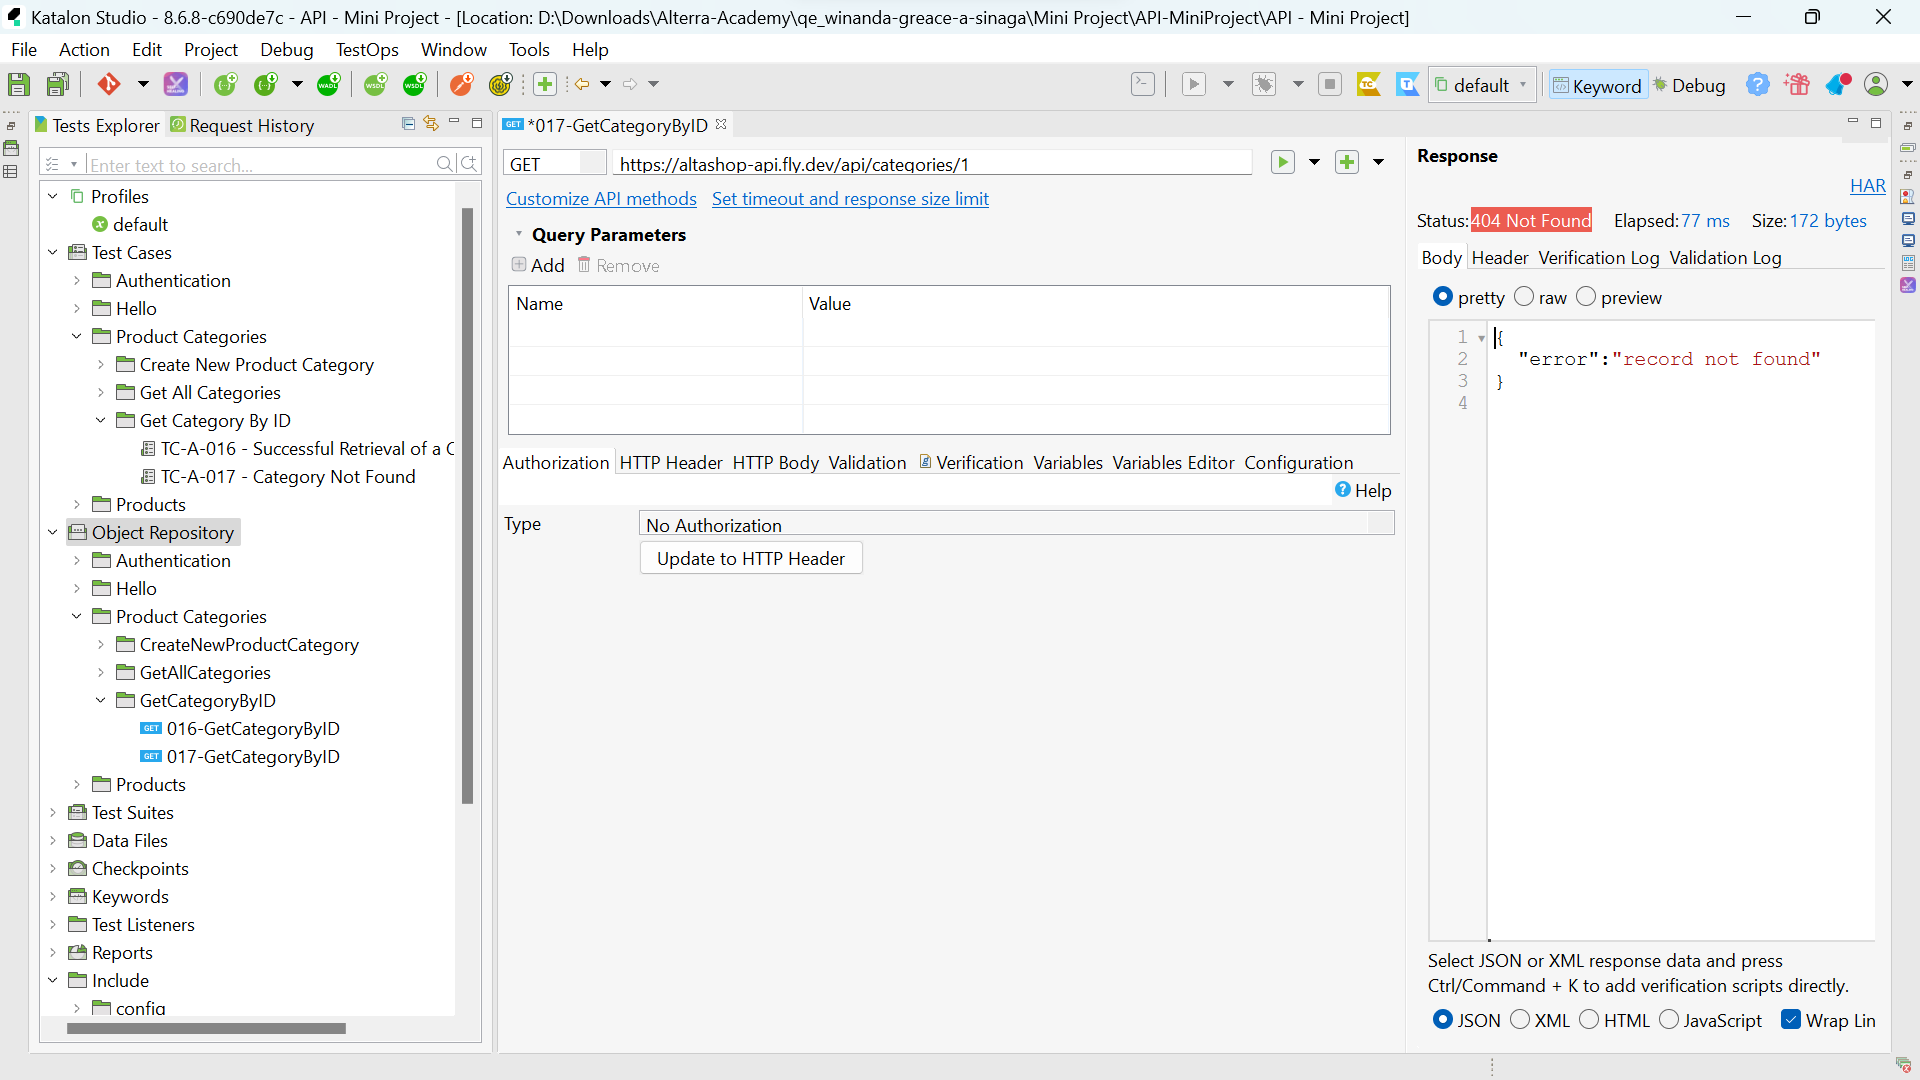 Katalon Studio - 8.6.8-c690de7c - API - Mini Project - [Location: D:\Downloads\Alterra-Academy\qe_winanda-greace-a-sinaga\Mini Project\API-MiniProject\API - Mini Project]
File Action Edit Project Debug TestOps Window Tools Help
default Keyword Debug
Tests Explorer Request History
Enter text to search...
Profiles
default
Test Cases
Authentication
Hello
Product Categories
Create New Product Category
Get All Categories
Get Category By ID
TC-A-016 - Successful Retrieval of a C
TC-A-017 - Category Not Found
Products
Object Repository
Authentication
Hello
Product Categories
CreateNewProductCategory
GetAllCategories
GetCategoryByID
GET 016-GetCategoryByID
GET 017-GetCategoryByID
Products
Test Suites
Data Files
Checkpoints
Keywords
Test Listeners
Reports
Include
config
GET *017-GetCategoryByID
GET https://altashop-api.fly.dev/api/categories/1
Customize API methods Set timeout and response size limit
Query Parameters
Add Remove
Name Value
Authorization HTTP Header HTTP Body Validation Verification Variables Variables Editor Configuration
Help
Type No Authorization
Update to HTTP Header
Response
HAR
Status: 404 Not Found Elapsed: 77 ms Size: 172 bytes
Body Header Verification Log Validation Log
pretty raw preview
1 {
2 "error":"record not found"
3 }
4
Select JSON or XML response data and press
Ctrl/Command + K to add verification scripts directly.
JSON XML HTML JavaScript Wrap Lin